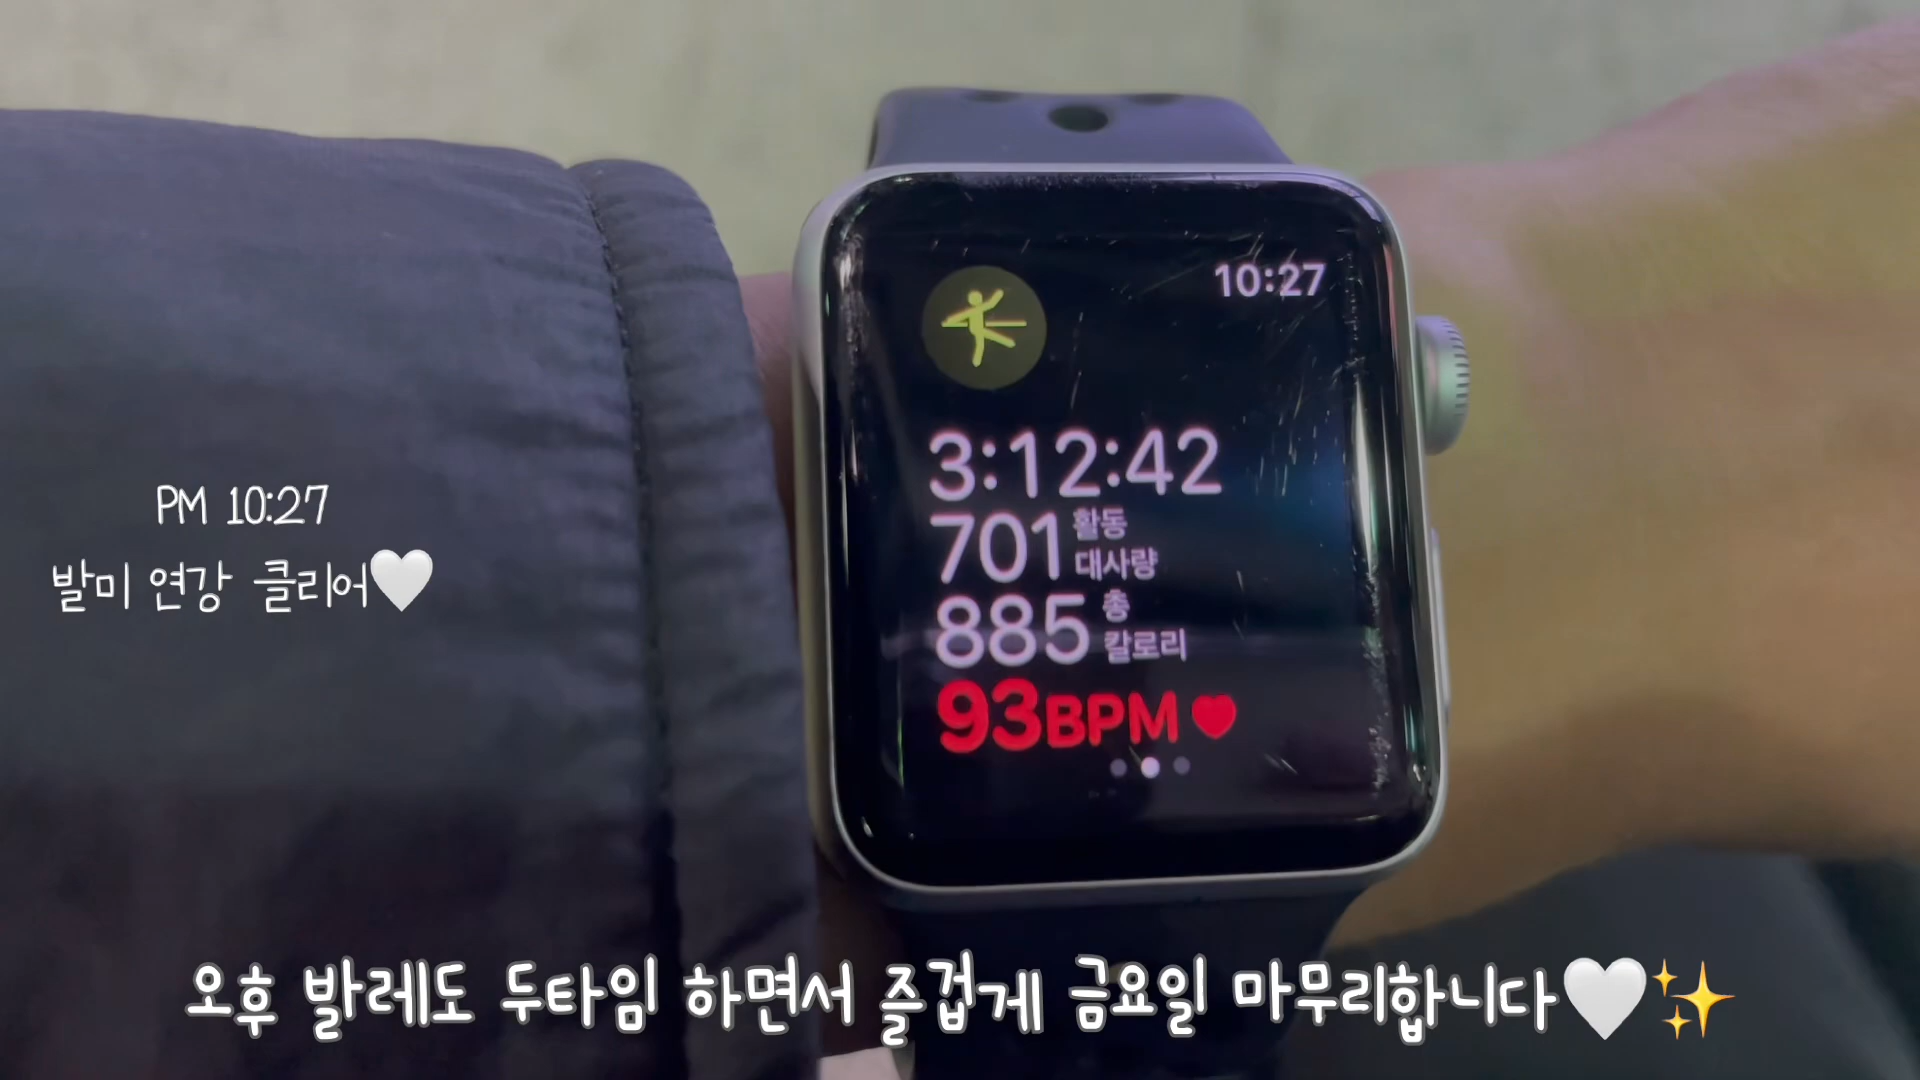 10:27
3:12:42
701 활동 대사량
885 총 칼로리
93BPM
PM 10:27
발미 연강 클리어🤍
오후 발레도 두타임 하면서 즐겁게 금요일 마무리합니다🤍✨